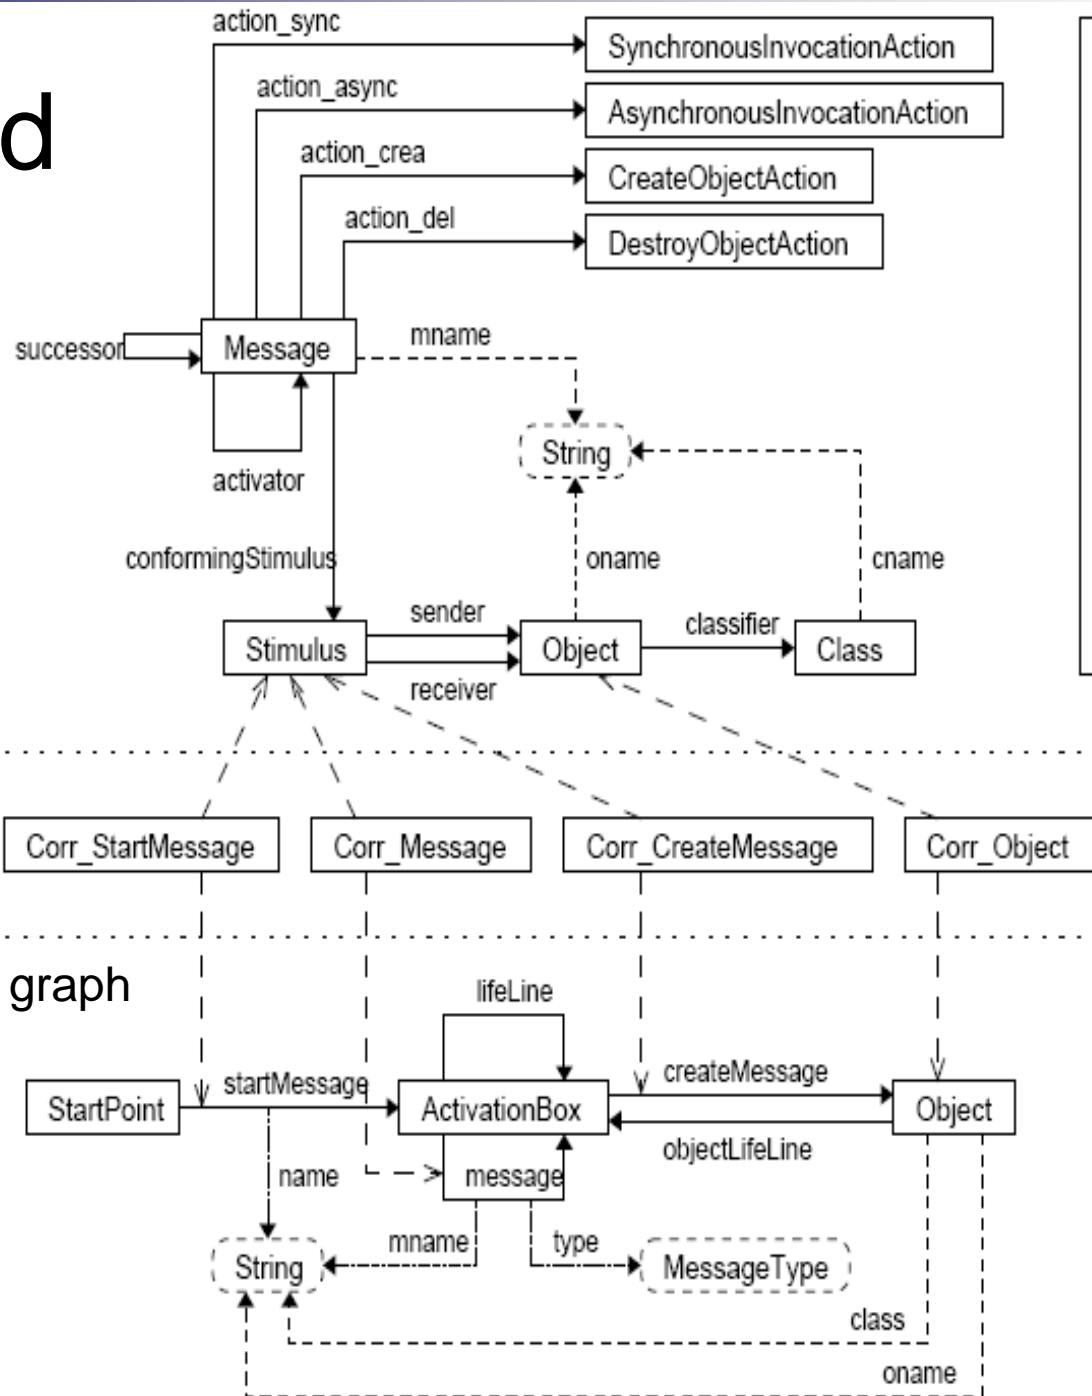 action_sync
SynchronousInvocationAction
action_async
AsynchronousInvocationAction
d
action_crea
CreateObjectAction
action_del
DestroyObjectAction
successor
Message
mname
String
activator
conformingStimulus
oname
cname
sender
classifier
Stimulus
Object
Class
receiver
Corr_StartMessage
Corr_Message
Corr_CreateMessage
Corr_Object
graph
lifeLine
startMessage
createMessage
StartPoint
ActivationBox
Object
objectLifeLine
name
message
mname
type
String
MessageType
class
oname